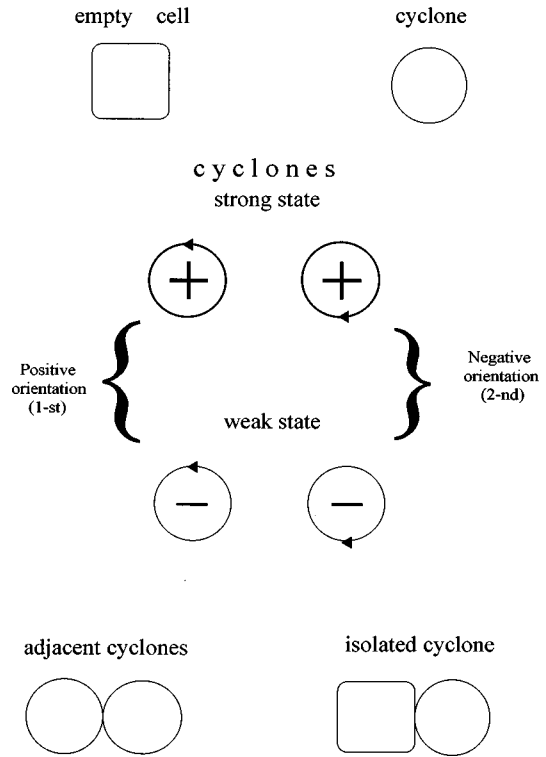 empty cell
cyclone
cyclones
strong state
+ +
Positive
orientation
(1-st)
Negative
orientation
(2-nd)
weak state
− −
adjacent cyclones
isolated cyclone